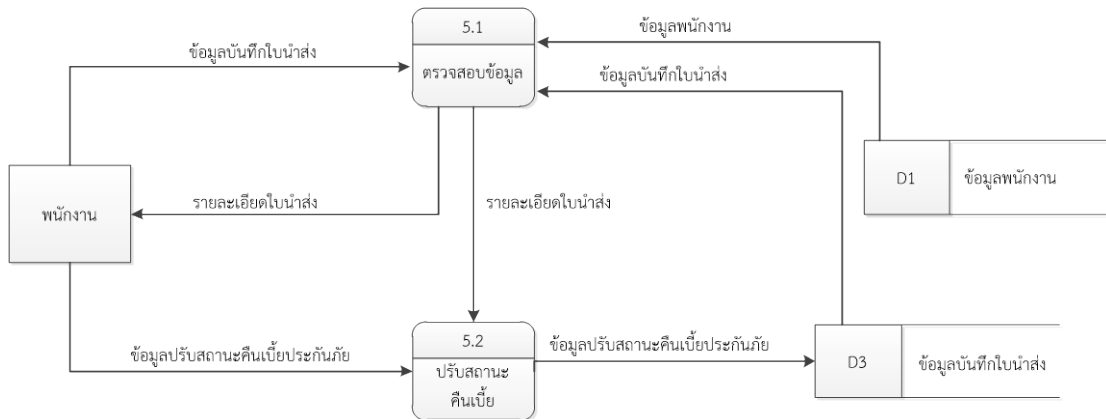 5.1
ตรวจสอบข้อมูล
ข้อมูลบันทึกใบนำส่ง
ข้อมูลพนักงาน
ข้อมูลบันทึกใบนำส่ง
D1
ข้อมูลพนักงาน
พนักงาน
รายละเอียดใบนำส่ง
รายละเอียดใบนำส่ง
ข้อมูลปรับสถานะคืนเบี้ยประกันภัย
5.2
ปรับสถานะ
คืนเบี้ย
ข้อมูลปรับสถานะคืนเบี้ยประกันภัย
D3
ข้อมูลบันทึกใบนำส่ง